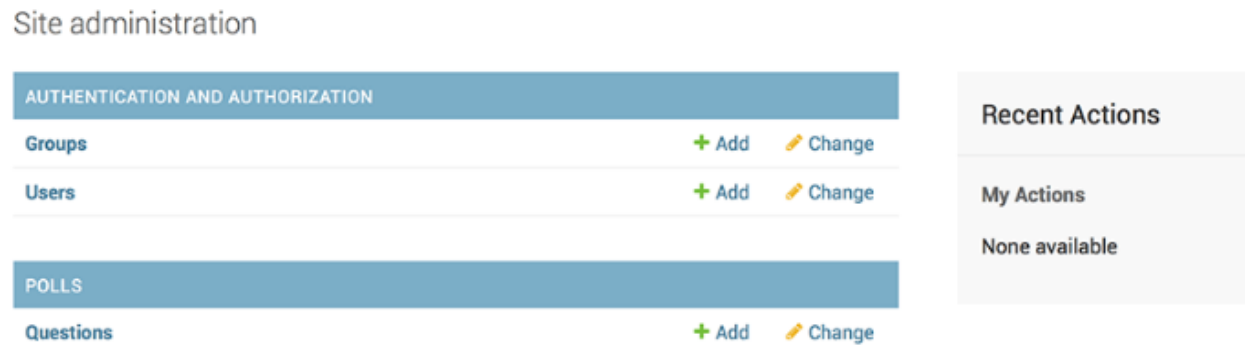 Site administration
AUTHENTICATION AND AUTHORIZATION
Groups Add Change
Users Add Change
POLLS
Questions Add Change
Recent Actions
My Actions
None available